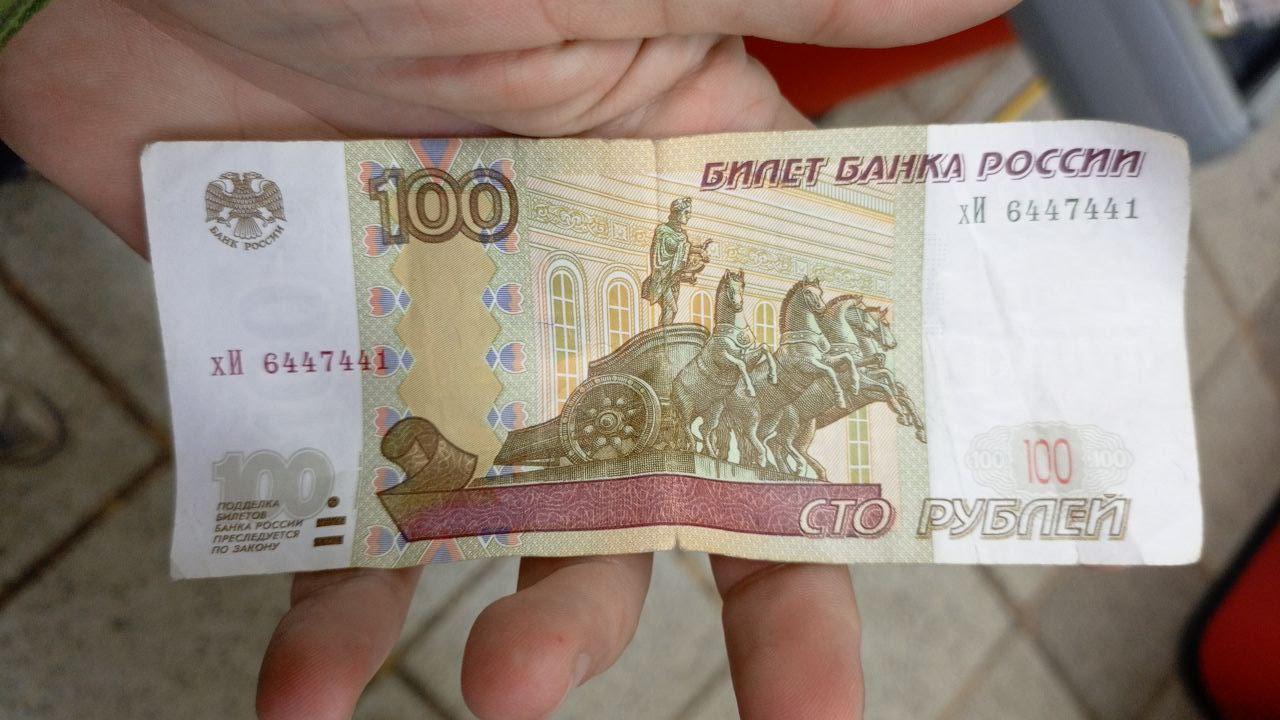 БИЛЕТ БАНКА РОССИИ
хИ 6447441
100
БАНК РОССИИ
хИ 6447441
100
ПОДДЕЛКА
БИЛЕТОВ
БАНКА РОССИИ
ПРЕСЛЕДУЕТСЯ
ПО ЗАКОНУ
100 100 100
СТО РУБЛЕЙ